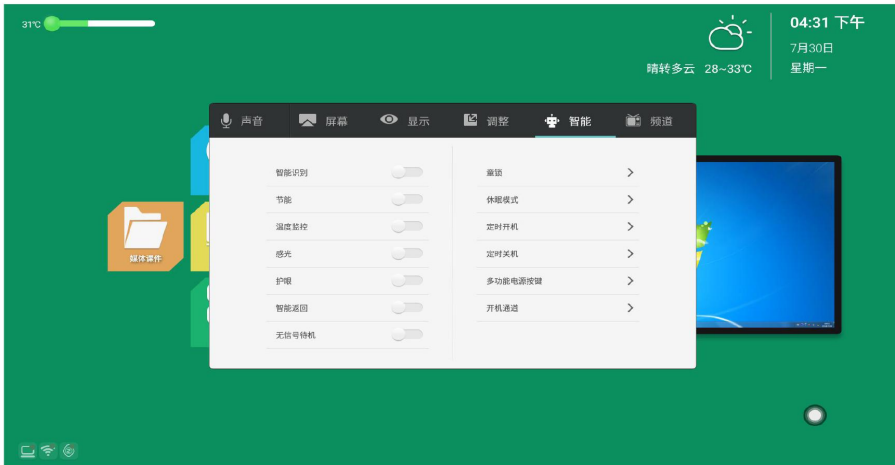 31℃
04:31 下午
7月30日
晴转多云 28~33℃
星期一
声音
屏幕
显示
调整
智能
频道
智能识别
节能
温度监控
感光
护眼
智能返回
无信号待机
童锁
休眠模式
定时开机
定时关机
多功能电源按键
开机通道
媒体课件